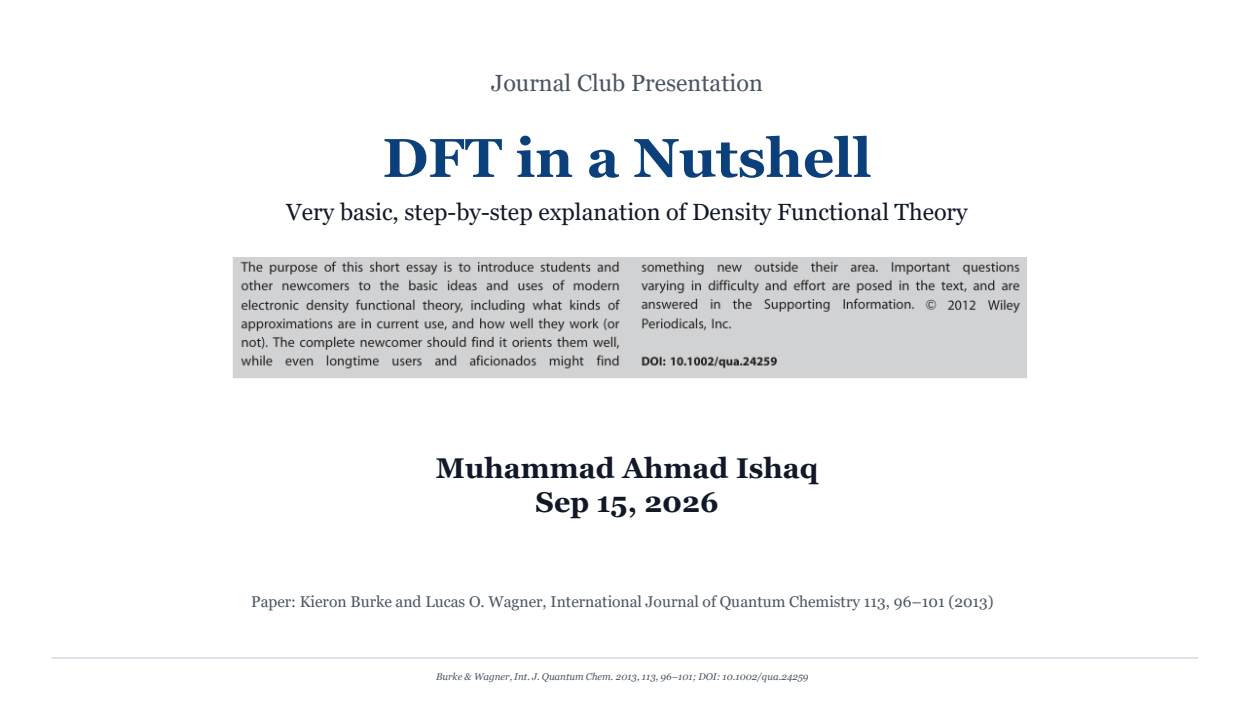 Journal Club Presentation
DFT in a Nutshell
Very basic, step-by-step explanation of Density Functional Theory
The purpose of this short essay is to introduce students and
other newcomers to the basic ideas and uses of modern
electronic density functional theory, including what kinds of
approximations are in current use, and how well they work (or
not). The complete newcomer should find it orients them well,
while even longtime users and aficionados might find
something new outside their area. Important questions
varying in difficulty and effort are posed in the text, and are
answered in the Supporting Information. © 2012 Wiley
Periodicals, Inc.
DOI: 10.1002/qua.24259
Muhammad Ahmad Ishaq
Sep 15, 2026
Paper: Kieron Burke and Lucas O. Wagner, International Journal of Quantum Chemistry 113, 96–101 (2013)
Burke & Wagner, Int. J. Quantum Chem. 2013, 113, 96–101; DOI: 10.1002/qua.24259